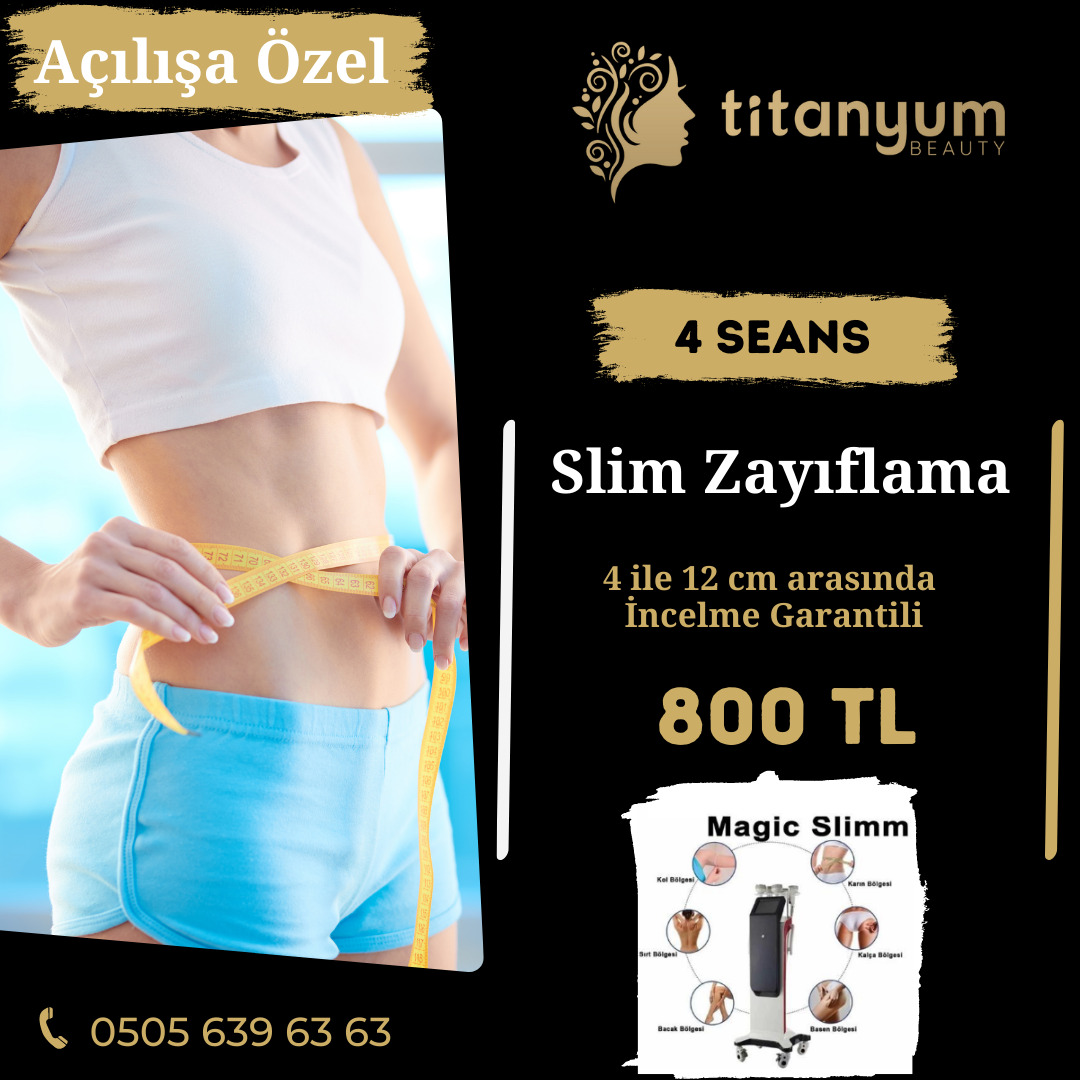 Açılışa Özel
titanyum
BEAUTY
4 SEANS
Slim Zayıflama
4 ile 12 cm arasında
İncelme Garantili
800 TL
Magic Slimm
Kol Bölgesi
Karın Bölgesi
Sırt Bölgesi
Kalça Bölgesi
Bacak Bölgesi
Basen Bölgesi
0505 639 63 63